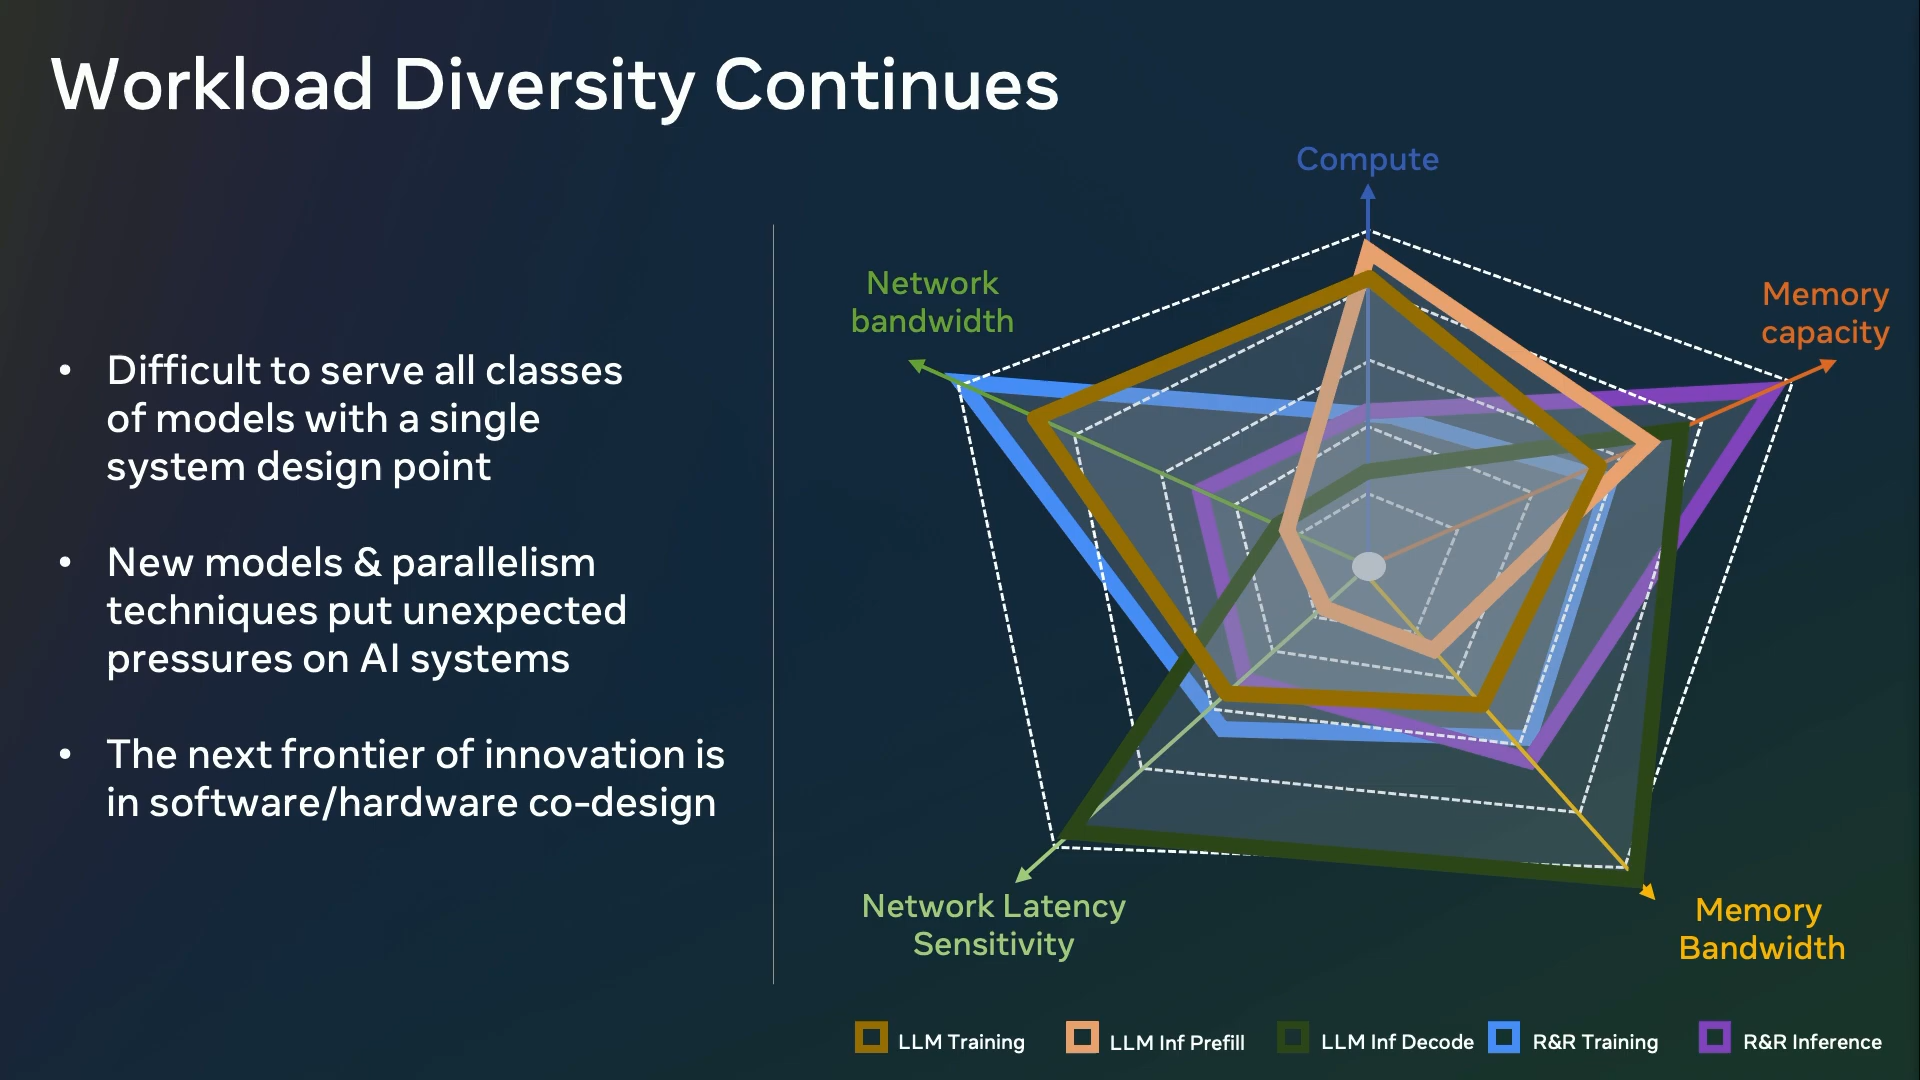 Workload Diversity Continues
• Difficult to serve all classes
of models with a single
system design point
• New models & parallelism
techniques put unexpected
pressures on AI systems
• The next frontier of innovation is
in software/hardware co-design
Compute
Network
bandwidth
Memory
capacity
Network Latency
Sensitivity
Memory
Bandwidth
LLM Training
LLM Inf Prefill
LLM Inf Decode
R&R Training
R&R Inference